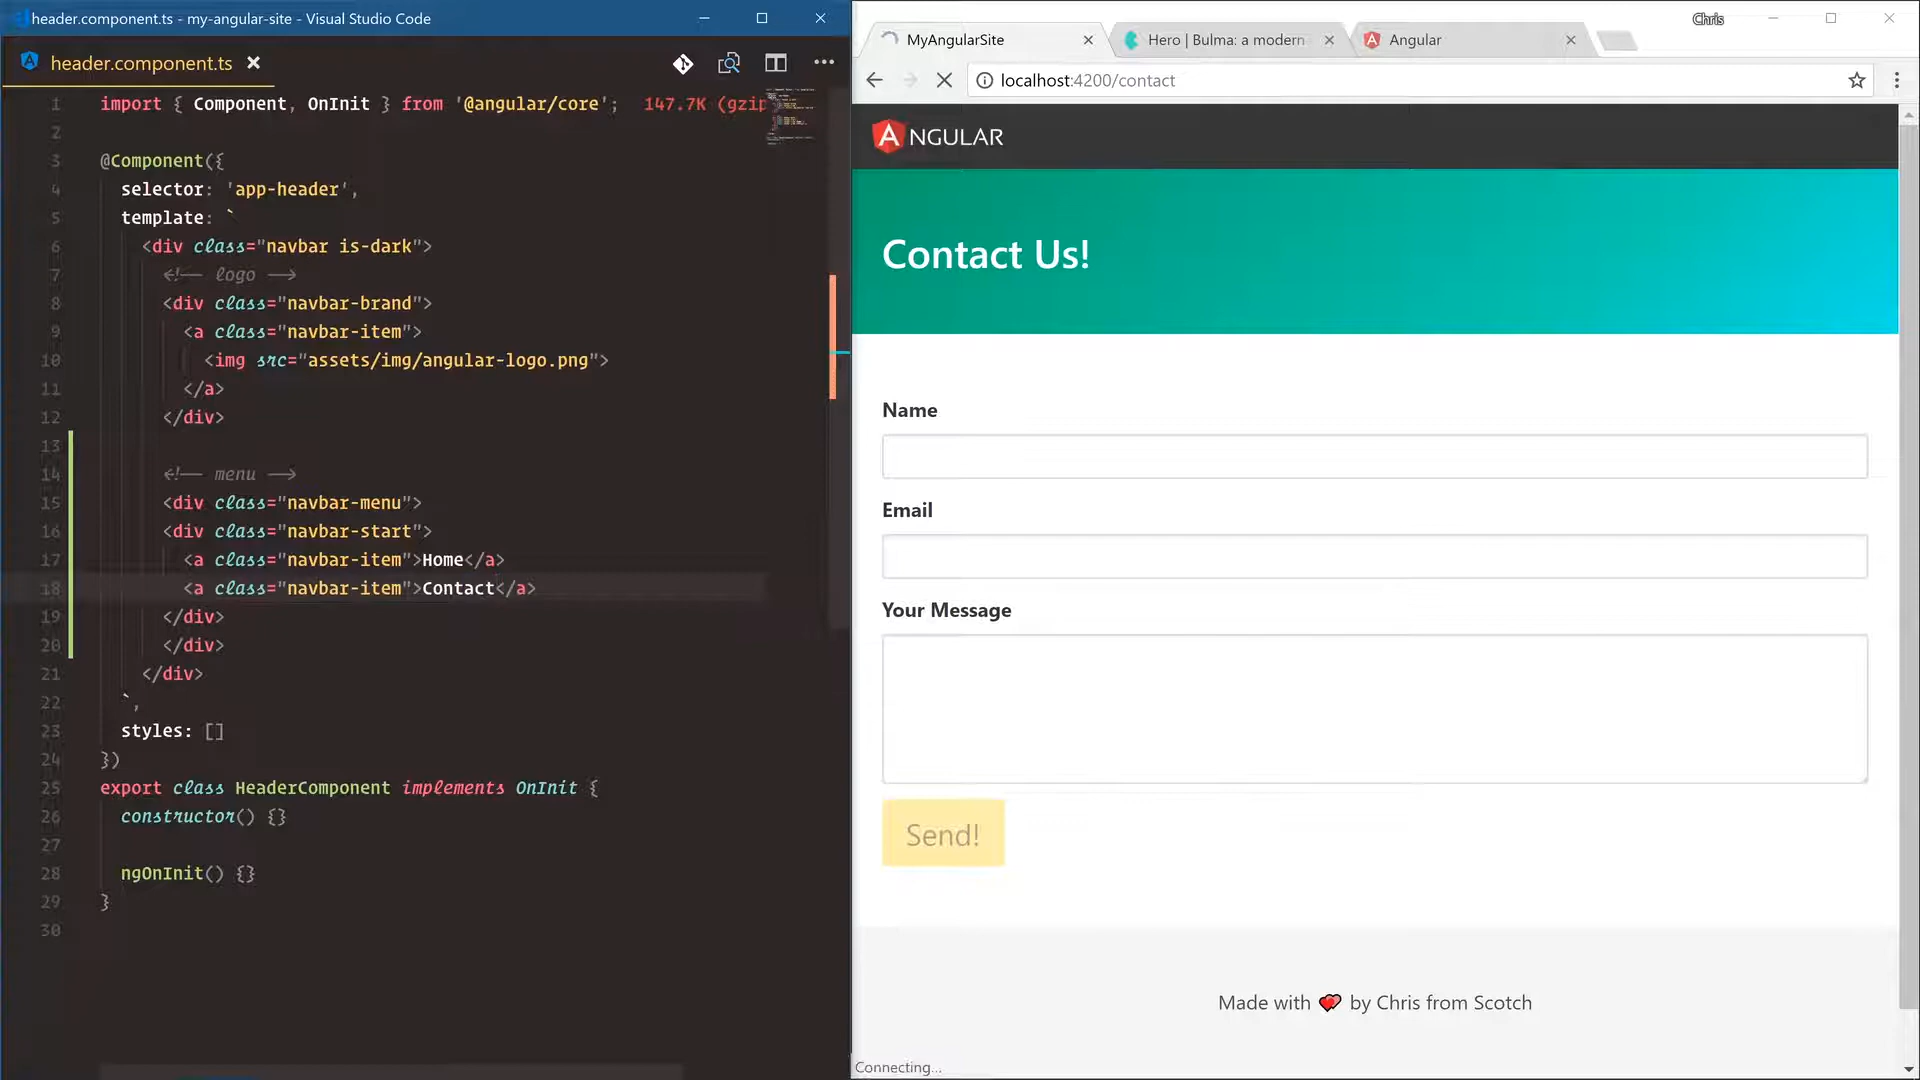 header.component.ts - my-angular-site - Visual Studio Code
header.component.ts
1 import { Component, OnInit } from '@angular/core'; 147.7K (gzip
2
3 @Component({
4 selector: 'app-header',
5 template: `
6 <div class="navbar is-dark">
7 <!-- logo -->
8 <div class="navbar-brand">
9 <a class="navbar-item">
10 <img src="assets/img/angular-logo.png">
11 </a>
12 </div>
13
14 <!-- menu -->
15 <div class="navbar-menu">
16 <div class="navbar-start">
17 <a class="navbar-item">Home</a>
18 <a class="navbar-item">Contact</a>
19 </div>
20 </div>
21 </div>
22 `,
23 styles: []
24 })
25 export class HeaderComponent implements OnInit {
26 constructor() {}
27
28 ngOnInit() {}
29 }
30
Chris
MyAngularSite
Hero | Bulma: a modern
Angular
localhost:4200/contact
ANGULAR
Contact Us!
Name
Email
Your Message
Send!
Made with 💕 by Chris from Scotch
Connecting...